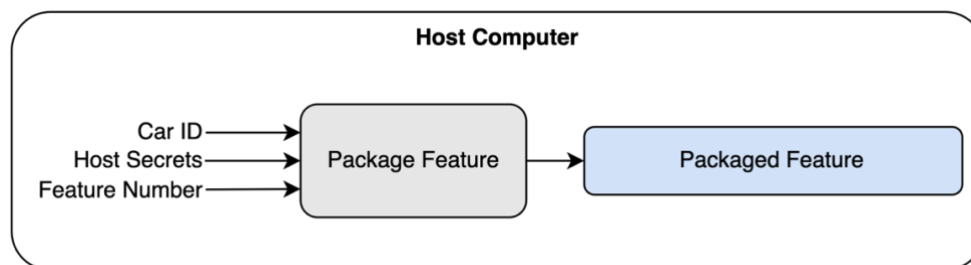 Host Computer
Car ID
Host Secrets
Feature Number
Package Feature
Packaged Feature